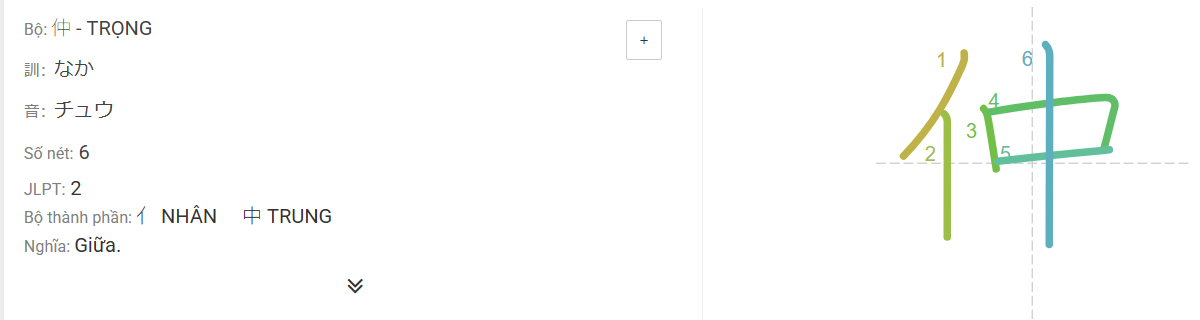 Bộ: 仲 - TRỌNG
+
訓: なか
音: チュウ
Số nét: 6
JLPT: 2
Bộ thành phần: 亻 NHÂN 中 TRUNG
Nghĩa: Giữa.
1
2
3
4
5
6
仲